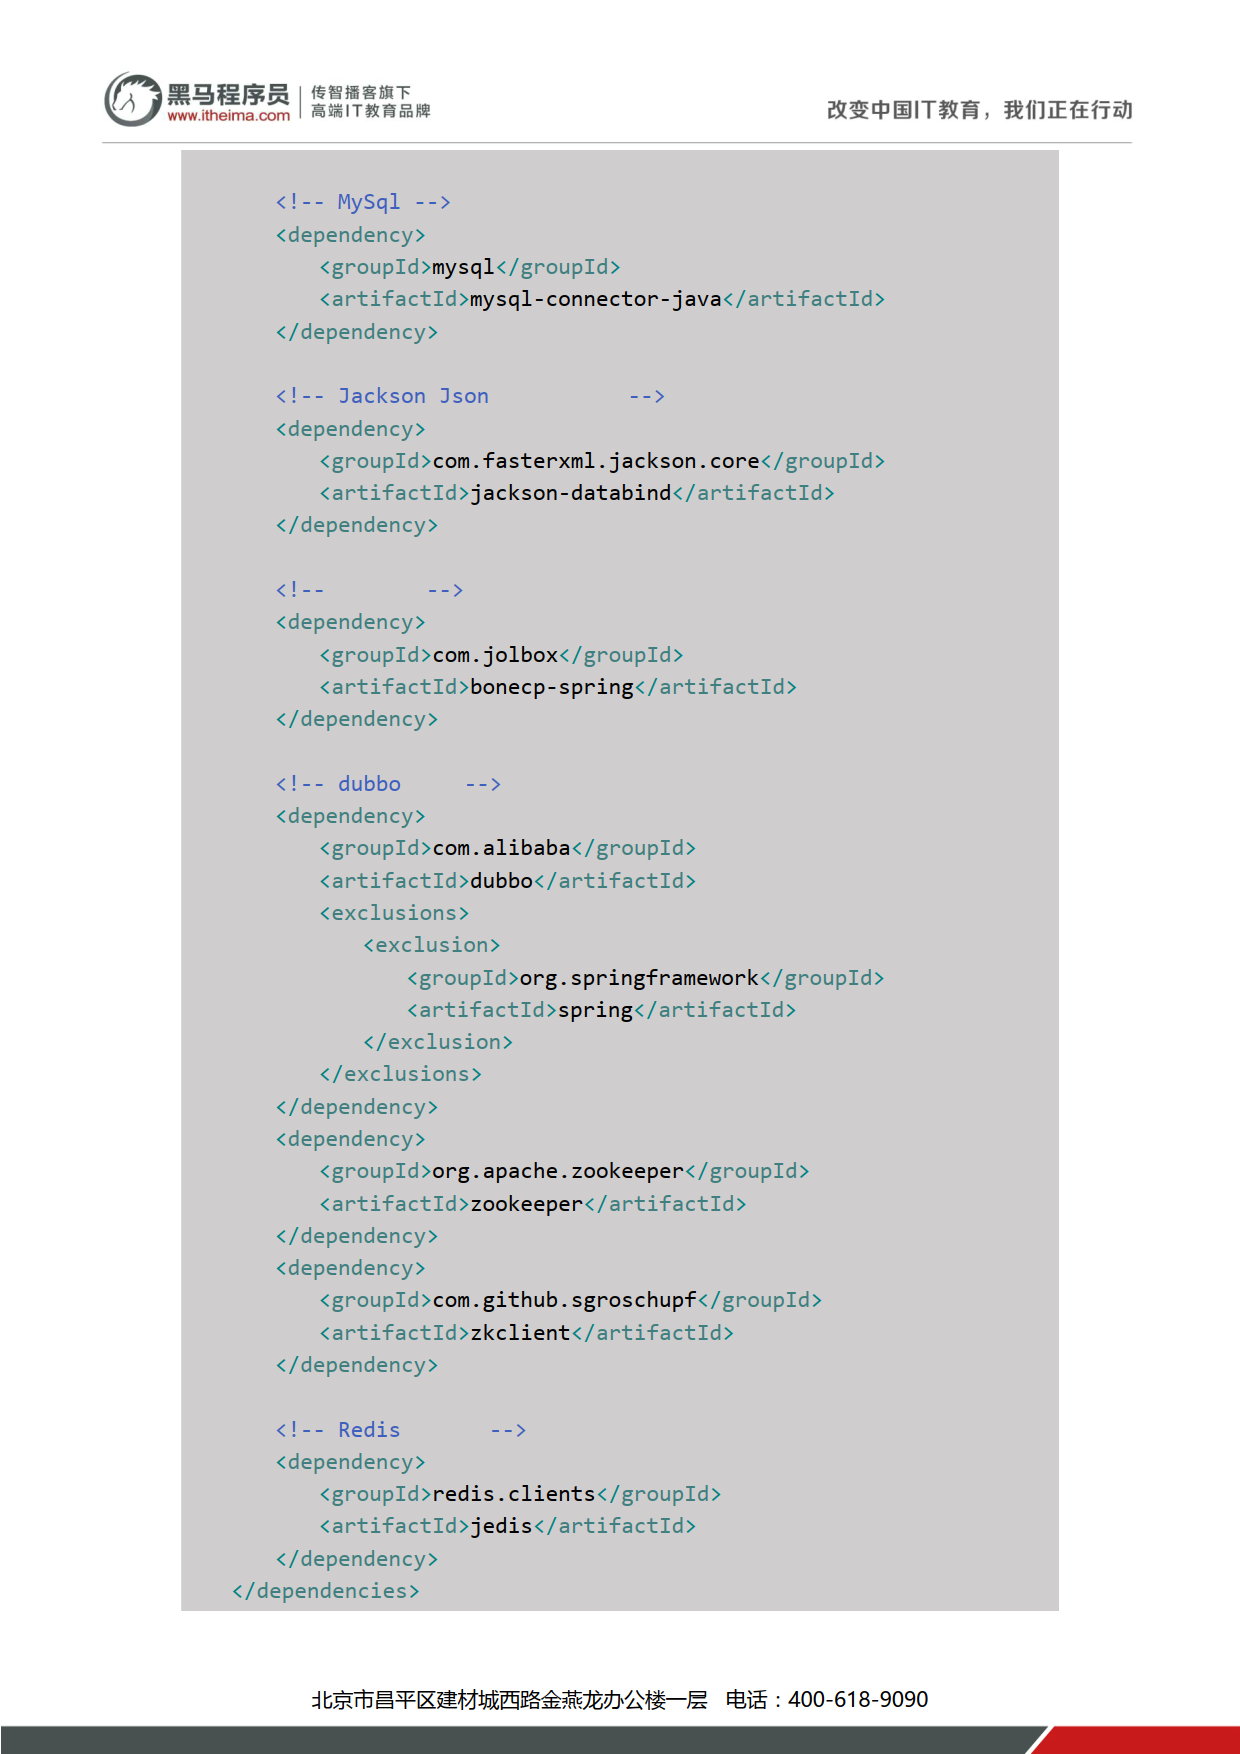 黑马程序员
www.itheima.com
传智播客旗下
高端IT教育品牌
改变中国IT教育，我们正在行动
<!-- MySql -->
<dependency>
<groupId>mysql</groupId>
<artifactId>mysql-connector-java</artifactId>
</dependency>
<!-- Jackson Json -->
<dependency>
<groupId>com.fasterxml.jackson.core</groupId>
<artifactId>jackson-databind</artifactId>
</dependency>
<!-- -->
<dependency>
<groupId>com.jolbox</groupId>
<artifactId>bonecp-spring</artifactId>
</dependency>
<!-- dubbo -->
<dependency>
<groupId>com.alibaba</groupId>
<artifactId>dubbo</artifactId>
<exclusions>
<exclusion>
<groupId>org.springframework</groupId>
<artifactId>spring</artifactId>
</exclusion>
</exclusions>
</dependency>
<dependency>
<groupId>org.apache.zookeeper</groupId>
<artifactId>zookeeper</artifactId>
</dependency>
<dependency>
<groupId>com.github.sgroschupf</groupId>
<artifactId>zkclient</artifactId>
</dependency>
<!-- Redis -->
<dependency>
<groupId>redis.clients</groupId>
<artifactId>jedis</artifactId>
</dependency>
</dependencies>
北京市昌平区建材城西路金燕龙办公楼一层 电话：400-618-9090